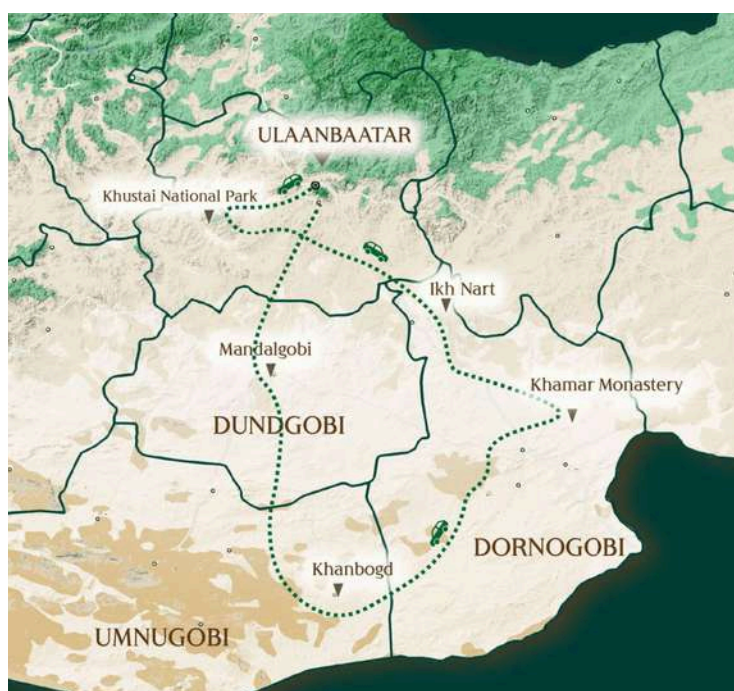 ULAANBAATAR
Khustai National Park
Ikh Nart
Mandalgobi
Khamar Monastery
DUNDGOBI
DORNOGOBI
Khanbogd
UMNUGOBI